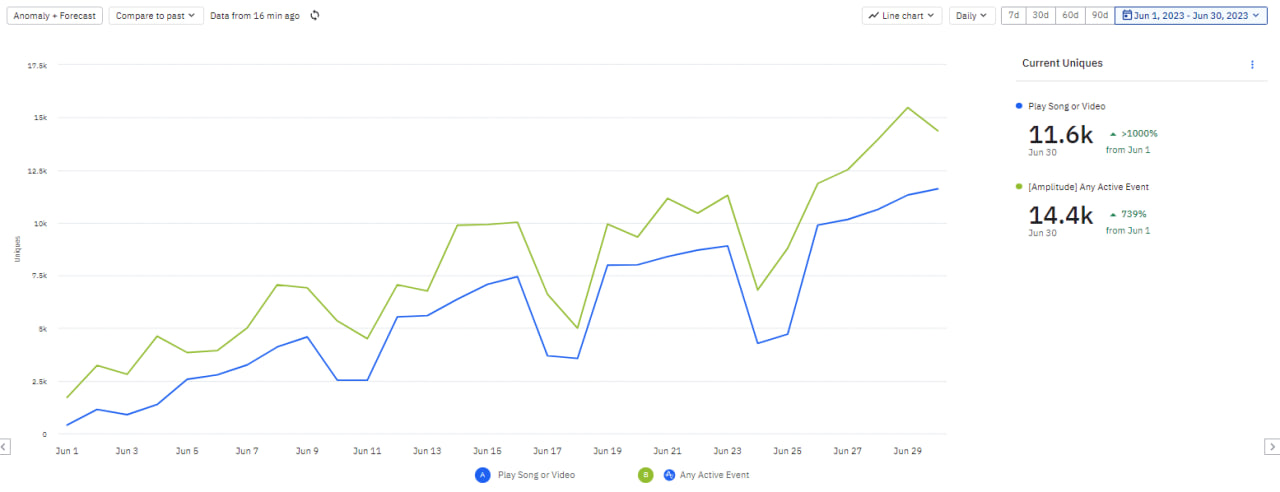 Anomaly + Forecast Compare to past Data from 16 min ago Line chart Daily 7d 30d 60d 90d Jun 1, 2023 - Jun 30, 2023
17.5k
15k
12.5k
10k
7.5k
5k
2.5k
0
Uniques
Jun 1 Jun 3 Jun 5 Jun 7 Jun 9 Jun 11 Jun 13 Jun 15 Jun 17 Jun 19 Jun 21 Jun 23 Jun 25 Jun 27 Jun 29
A Play Song or Video B Any Active Event
Current Uniques
Play Song or Video
11.6k >1000%
Jun 30 from Jun 1
[Amplitude] Any Active Event
14.4k 739%
Jun 30 from Jun 1